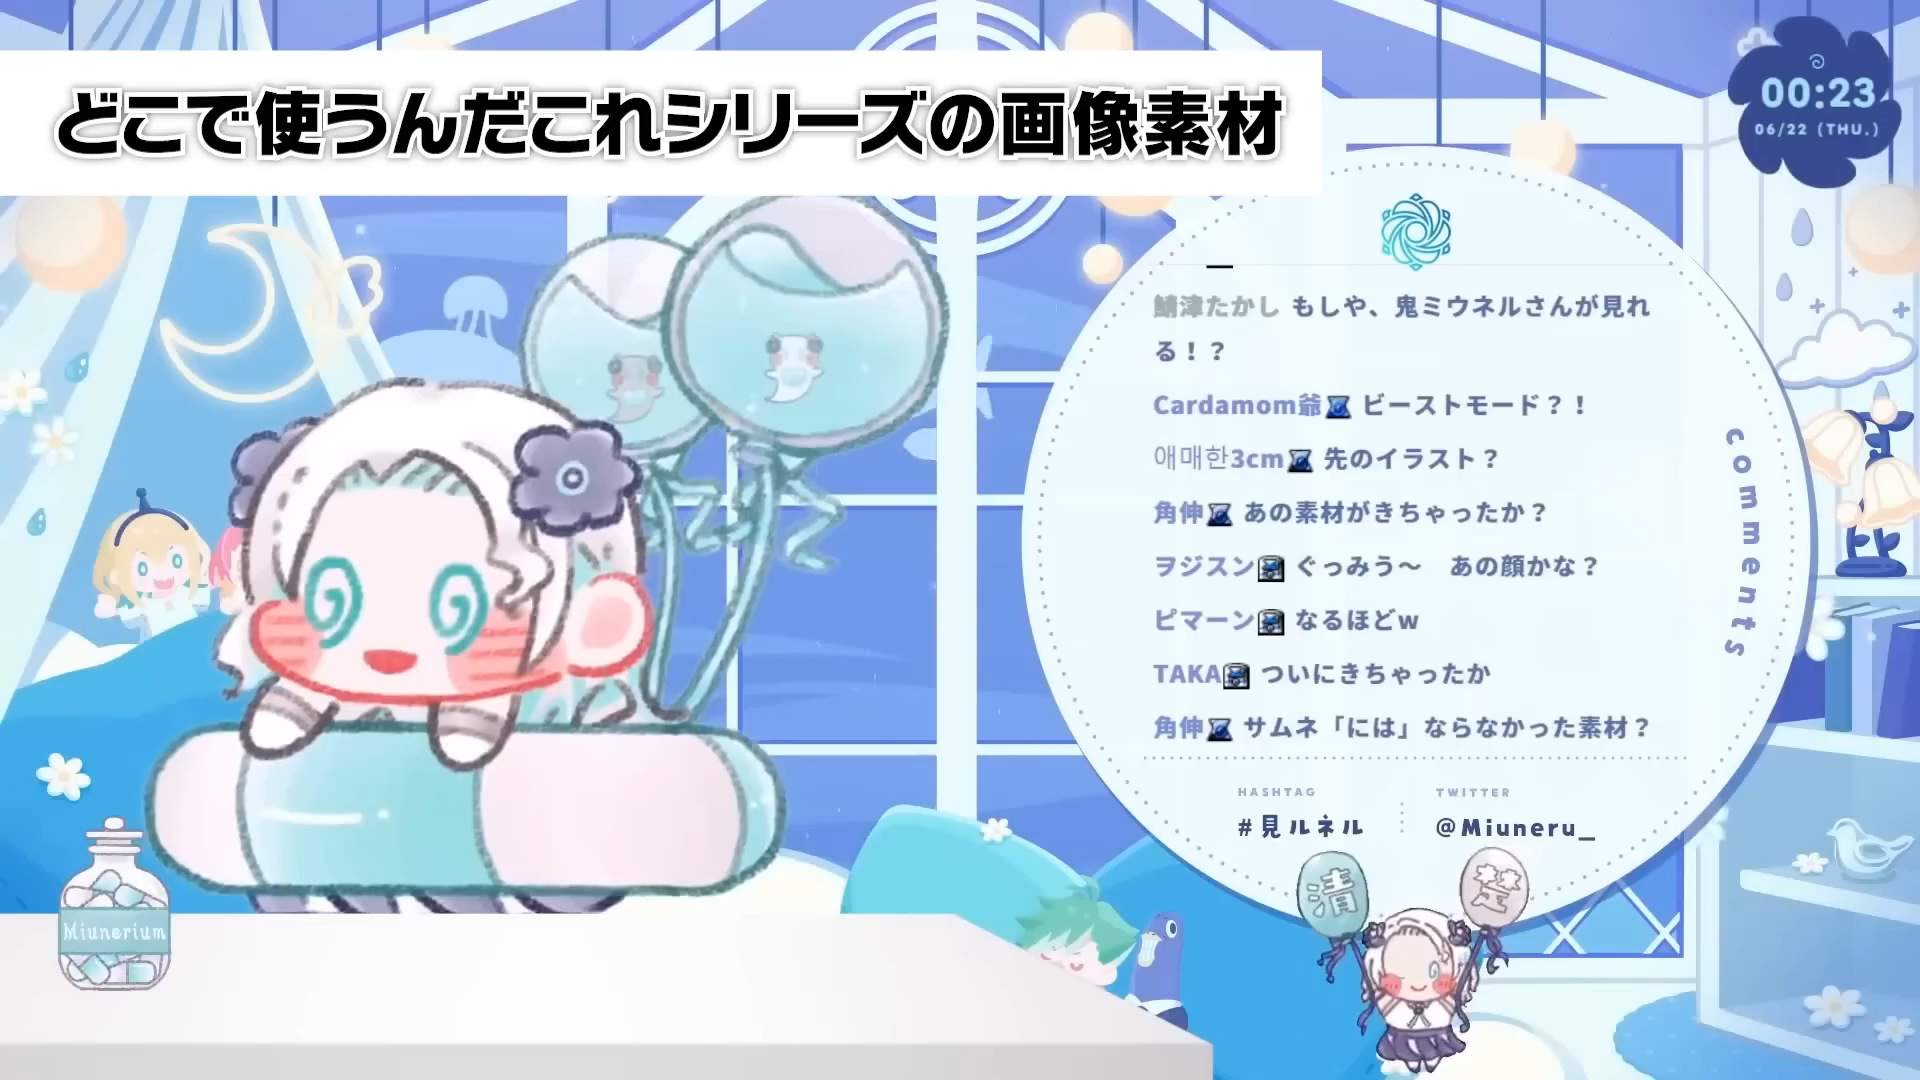 どこで使うんだこれシリーズの画像素材
00:23
06/22 (THU.)
鯖津たかし もしや、鬼ミウネルさんが見れ
る！？
Cardamom爺 ビーストモード？！
애매한3cm 先のイラスト？
角伸 あの素材がきちゃったか？
ヲジスン ぐっみう～　あの顔かな？
ピマーン なるほどw
TAKA ついにきちゃったか
角伸 サムネ「には」ならなかった素材？
comments
HASHTAG
#見ルネル
TWITTER
@Miuneru_
清
楚
Miunerium